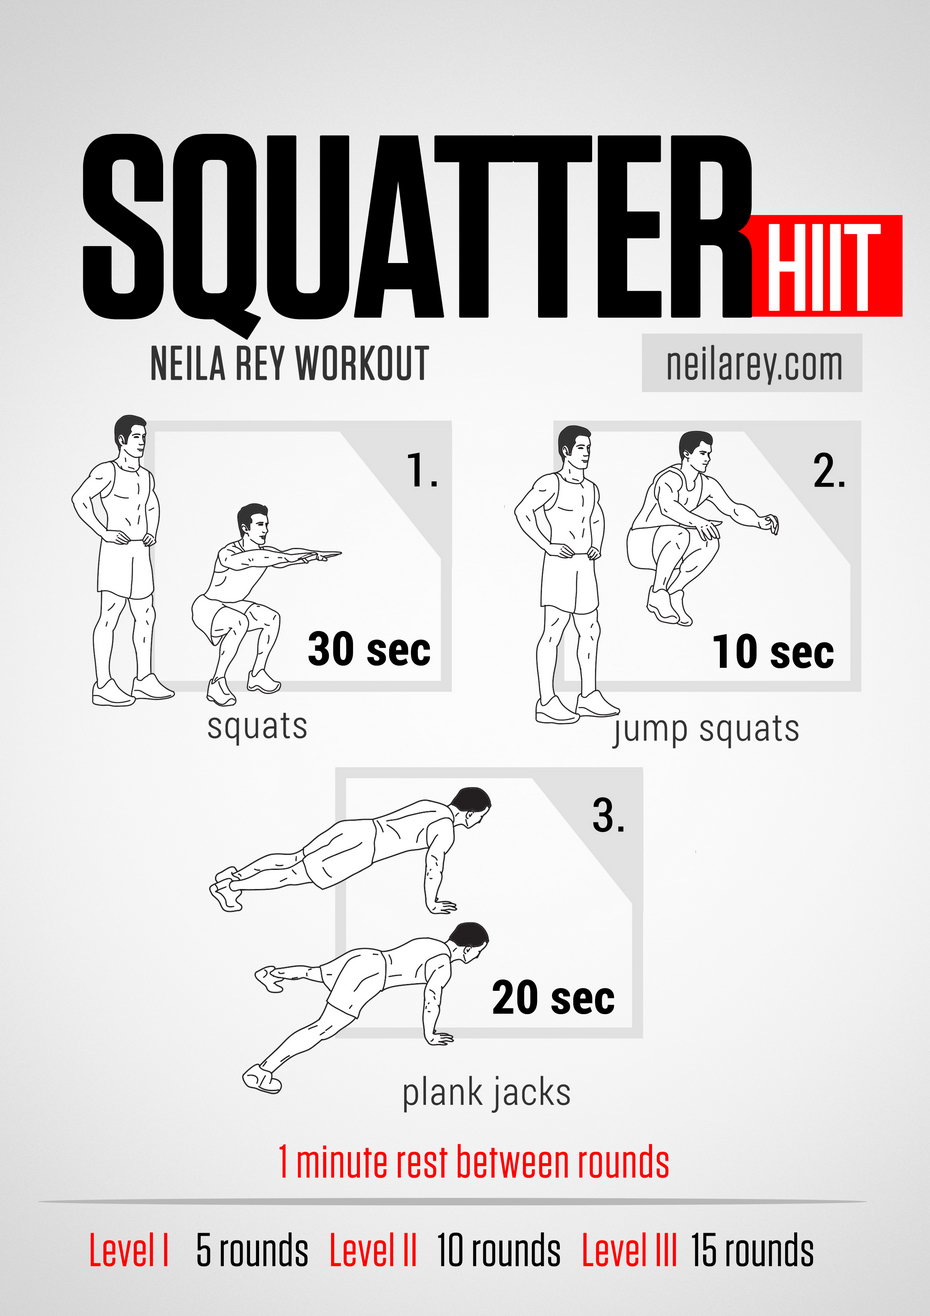 SQUATTER HIIT
NEILA REY WORKOUT
neilarey.com
1.
30 sec
squats
2.
10 sec
jump squats
3.
20 sec
plank jacks
1 minute rest between rounds
Level I 5 rounds Level II 10 rounds Level III 15 rounds